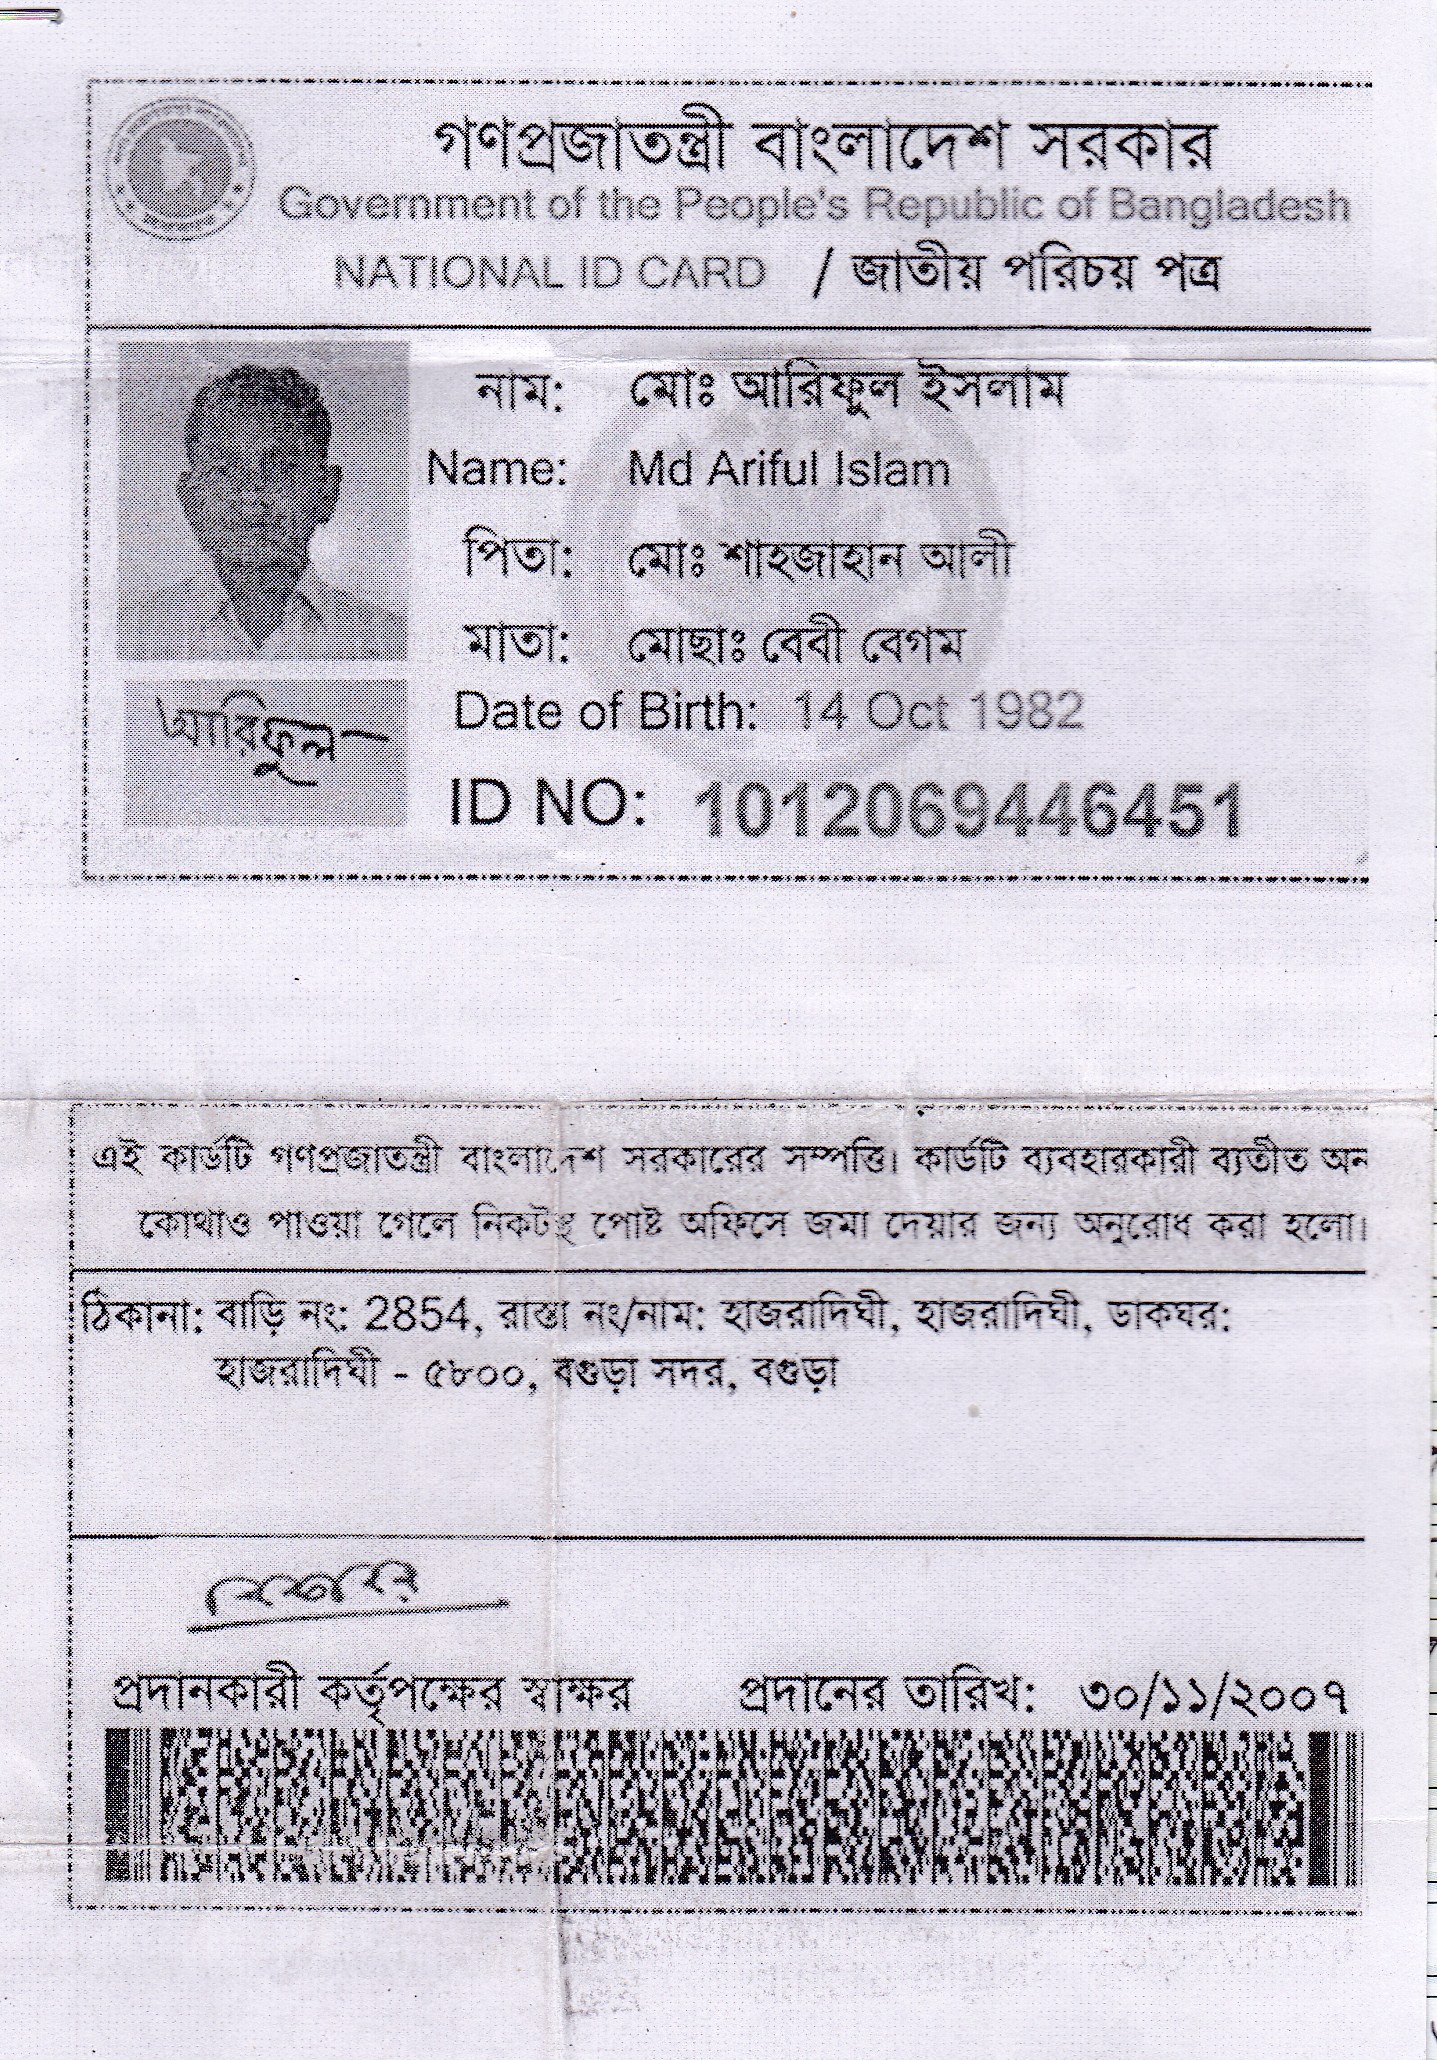 গণপ্রজাতন্ত্রী বাংলাদেশ সরকার
Government of the People's Republic of Bangladesh
NATIONAL ID CARD / জাতীয় পরিচয় পত্র
নাম: মোঃ আরিফুল ইসলাম
Name: Md Ariful Islam
পিতা: মোঃ শাহজাহান আলী
মাতা: মোছাঃ বেবী বেগম
Date of Birth: 14 Oct 1982
ID NO: 1012069446451
আরিফুল
এই কার্ডটি গণপ্রজাতন্ত্রী বাংলাদেশ সরকারের সম্পত্তি। কার্ডটি ব্যবহারকারী ব্যতীত অন
কোথাও পাওয়া গেলে নিকটস্থ পোষ্ট অফিসে জমা দেয়ার জন্য অনুরোধ করা হলো।
ঠিকানা: বাড়ি নং: 2854, রাস্তা নং/নাম: হাজরাদিঘী, হাজরাদিঘী, ডাকঘর:
হাজরাদিঘী - ৫৮০০, বগুড়া সদর, বগুড়া
প্রদানকারী কর্তৃপক্ষের স্বাক্ষর প্রদানের তারিখ: ৩০/১১/২০০৭